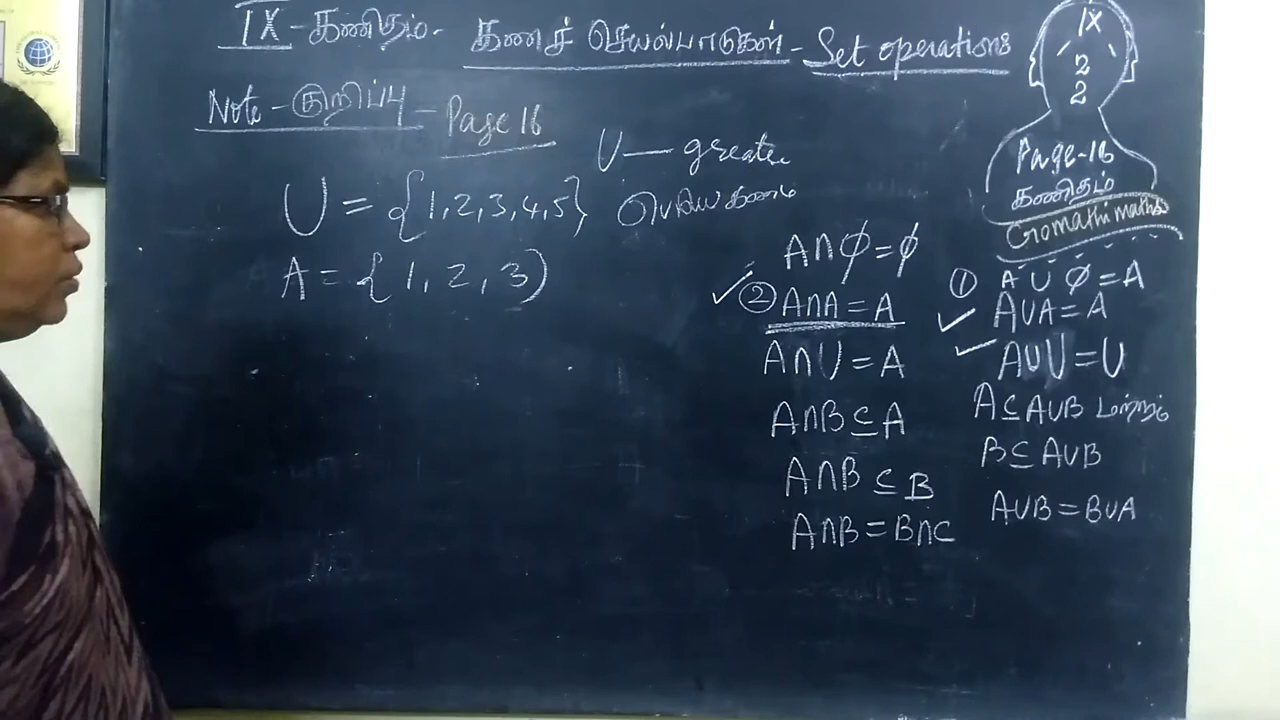 IX - கணிதம் - கணச் செயல்பாடுகள் - Set operations
Note - குறிப்பு - Page 16
U — greater
பெரிய கணம்
U = {1,2,3,4,5}
A = {1, 2, 3)
A∩∅=∅
✓ ② A∩A=A
A∩U=A
A∩B⊆A
A∩B⊆B
A∩B=B∩C
IX
2
2
Page-16
கணிதம்
Gomathi maths
① A∪∅=A
✓ A∪A=A
✓ A∪U=U
A⊆A∪B மற்றும்
B⊆A∪B
A∪B=B∪A